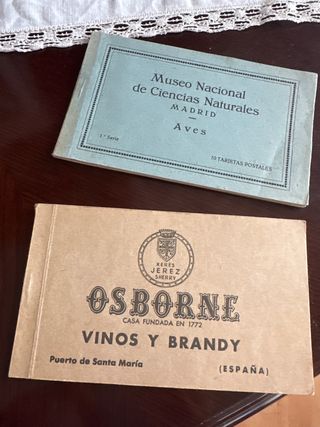 Museo Nacional
de Ciencias Naturales
MADRID
Aves
1.ª Serie
10 TARJETAS POSTALES
XERÈS
JEREZ
SHERRY
OSBORNE
CASA FUNDADA EN 1772
VINOS Y BRANDY
Puerto de Santa María
(ESPAÑA)